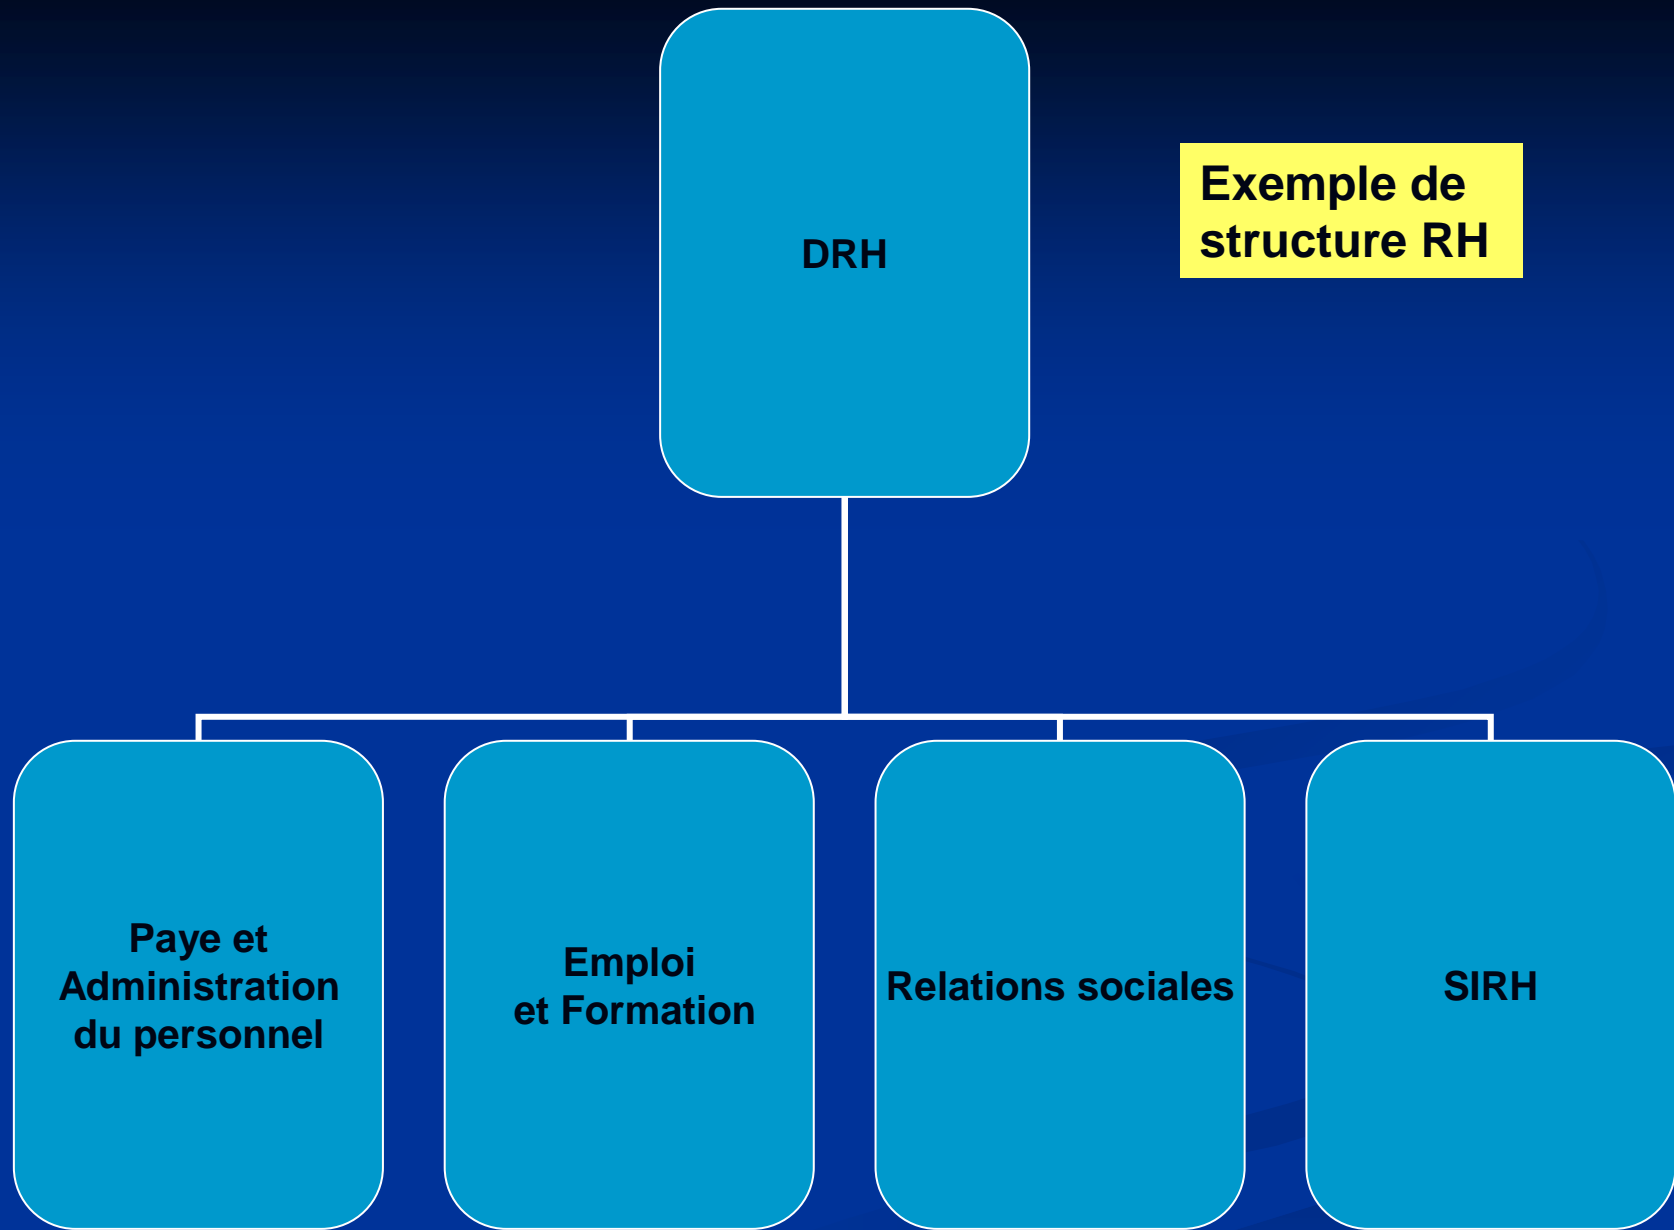 DRH
Exemple de
structure RH
Paye et
Administration
du personnel
Emploi
et Formation
Relations sociales
SIRH